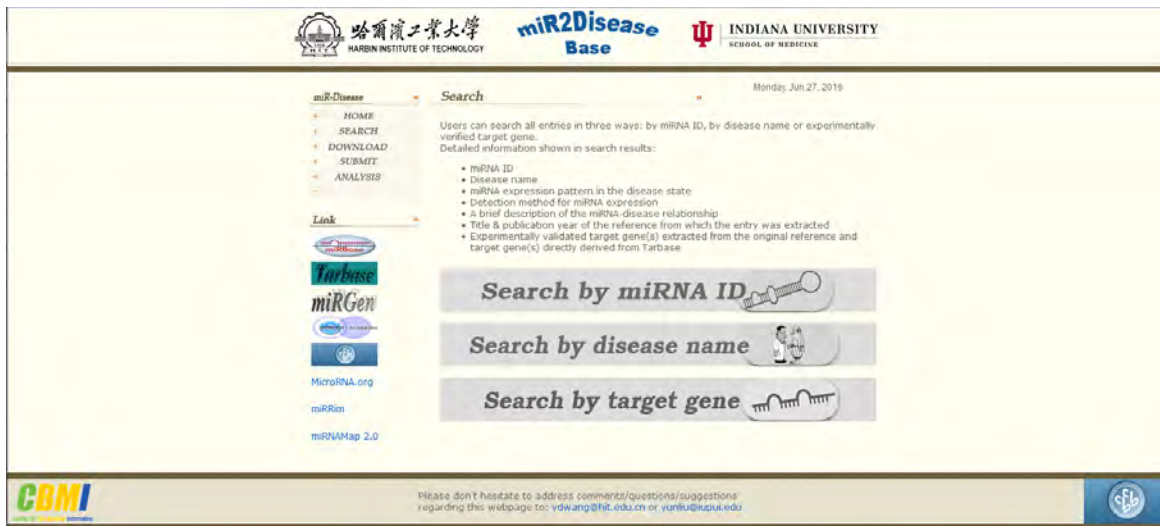 哈爾濱工業大學
HARBIN INSTITUTE OF TECHNOLOGY
miR2Disease
Base
INDIANA UNIVERSITY
SCHOOL OF MEDICINE
miR-Disease
HOME
SEARCH
DOWNLOAD
SUBMIT
ANALYSIS
Link
miRBase
Tarbase
miRGen
MicroRNA.org
miRRim
miRNAMap 2.0
Search
Monday, Jun.27, 2016
Users can search all entries in three ways: by miRNA ID, by disease name or experimentally
verified target gene.
Detailed information shown in search results:
• miRNA ID
• Disease name
• miRNA expression pattern in the disease state
• Detection method for miRNA expression
• A brief description of the miRNA-disease relationship
• Title & publication year of the reference from which the entry was extracted
• Experimentally validated target gene(s) extracted from the original reference and
target gene(s) directly derived from Tarbase
Search by miRNA ID
Search by disease name
Search by target gene
CBMI
Please don't hesitate to address comments/questions/suggestions
regarding this webpage to: ydwang@hit.edu.cn or yunliu@iupui.edu